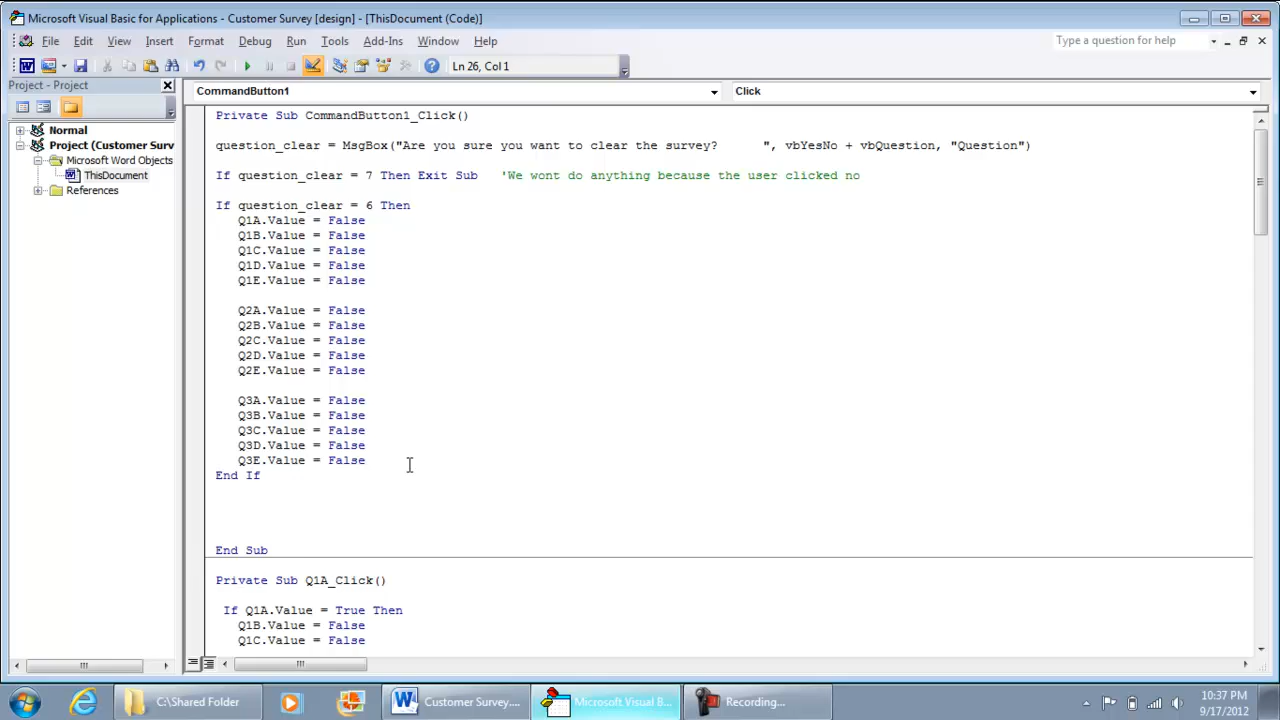 Microsoft Visual Basic for Applications - Customer Survey [design] - [ThisDocument (Code)]
File Edit View Insert Format Debug Run Tools Add-Ins Window Help
Type a question for help
Ln 26, Col 1
Project - Project
CommandButton1
Click
Normal
Project (Customer Surv
Microsoft Word Objects
ThisDocument
References
Private Sub CommandButton1_Click()
question_clear = MsgBox("Are you sure you want to clear the survey?      ", vbYesNo + vbQuestion, "Question")
If question_clear = 7 Then Exit Sub   'We wont do anything because the user clicked no
If question_clear = 6 Then
Q1A.Value = False
Q1B.Value = False
Q1C.Value = False
Q1D.Value = False
Q1E.Value = False
Q2A.Value = False
Q2B.Value = False
Q2C.Value = False
Q2D.Value = False
Q2E.Value = False
Q3A.Value = False
Q3B.Value = False
Q3C.Value = False
Q3D.Value = False
Q3E.Value = False
End If
End Sub
Private Sub Q1A_Click()
If Q1A.Value = True Then
Q1B.Value = False
Q1C.Value = False
C:\Shared Folder
Customer Survey....
Microsoft Visual B...
Recording...
10:37 PM
9/17/2012